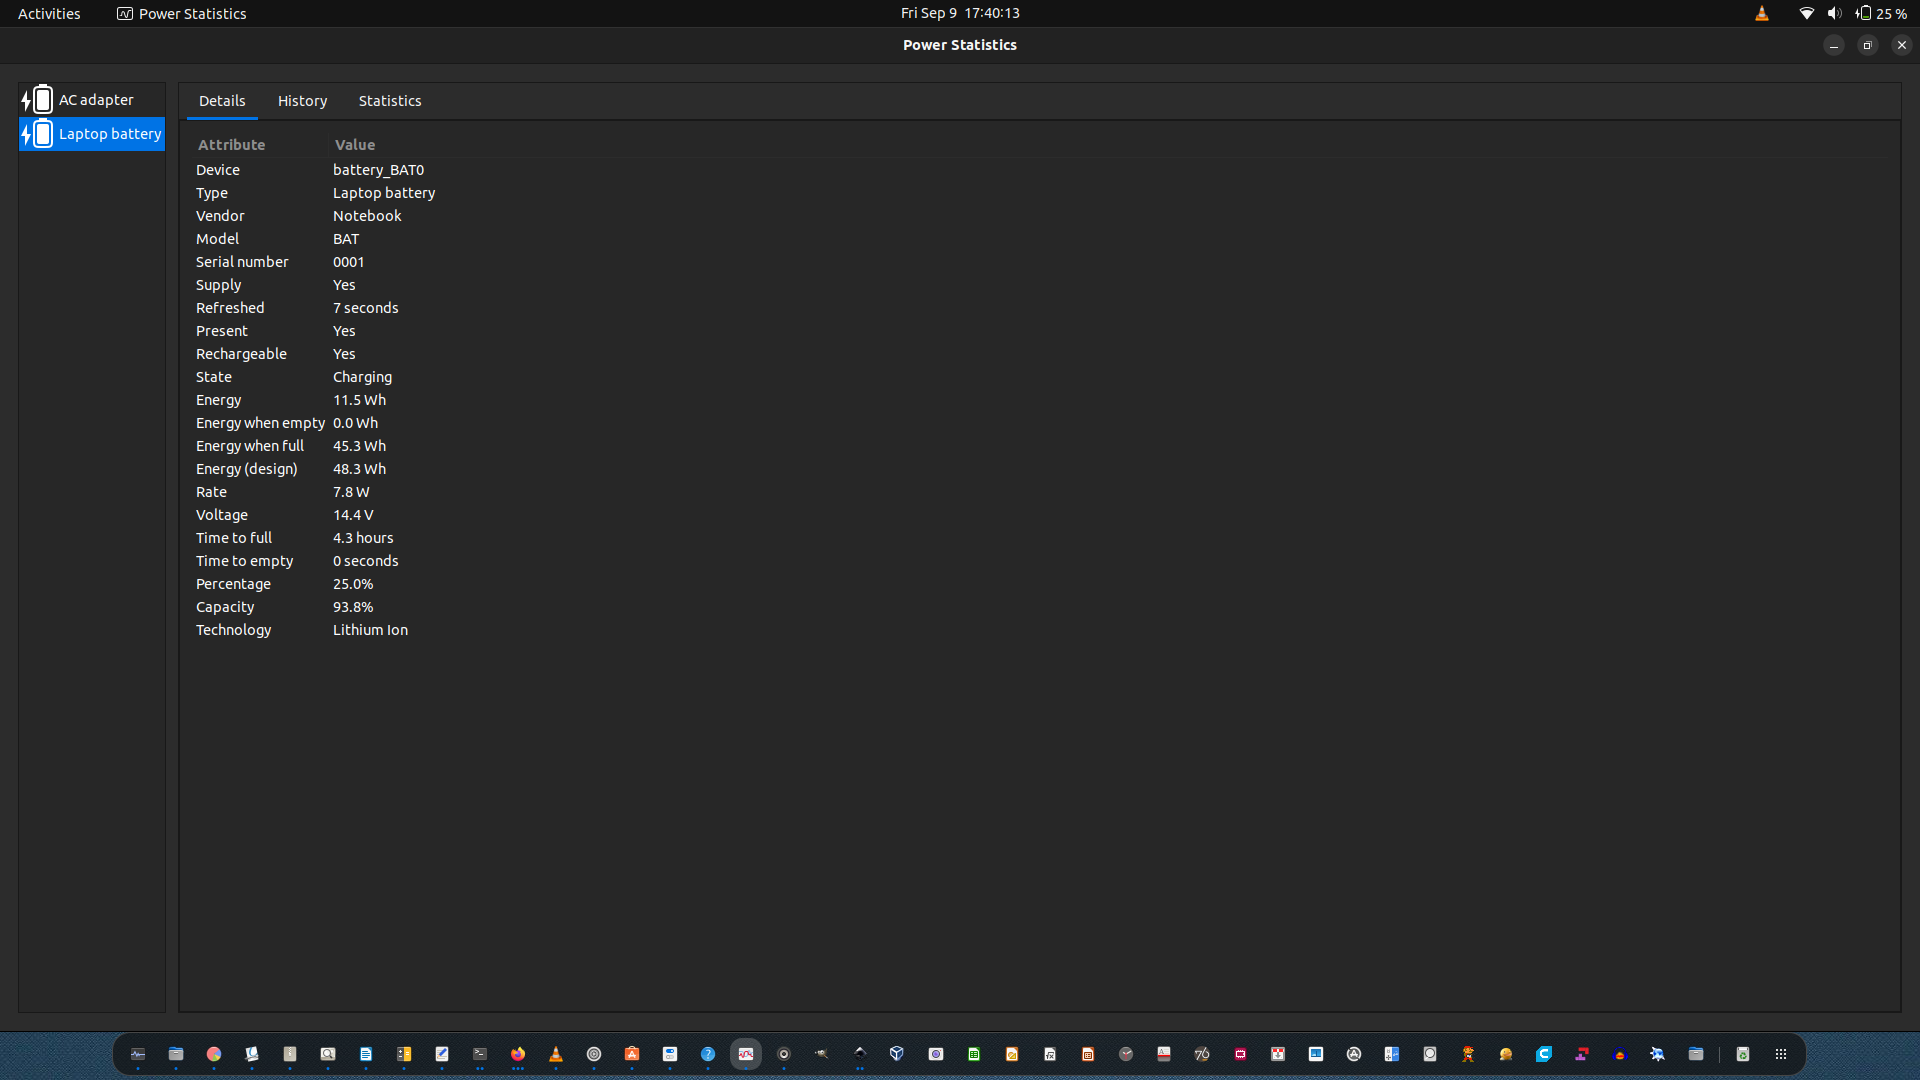 Activities Power Statistics Fri Sep 9 17:40:13 25 %
Power Statistics
AC adapter
Laptop battery
Details History Statistics
Attribute Value
Device battery_BAT0
Type Laptop battery
Vendor Notebook
Model BAT
Serial number 0001
Supply Yes
Refreshed 7 seconds
Present Yes
Rechargeable Yes
State Charging
Energy 11.5 Wh
Energy when empty 0.0 Wh
Energy when full 45.3 Wh
Energy (design) 48.3 Wh
Rate 7.8 W
Voltage 14.4 V
Time to full 4.3 hours
Time to empty 0 seconds
Percentage 25.0%
Capacity 93.8%
Technology Lithium Ion